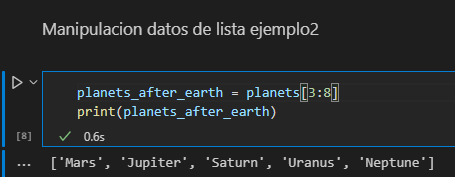 Manipulacion datos de lista ejemplo2
planets_after_earth = planets[3:8]
print(planets_after_earth)
[8]
0.6s
... ['Mars', 'Jupiter', 'Saturn', 'Uranus', 'Neptune']